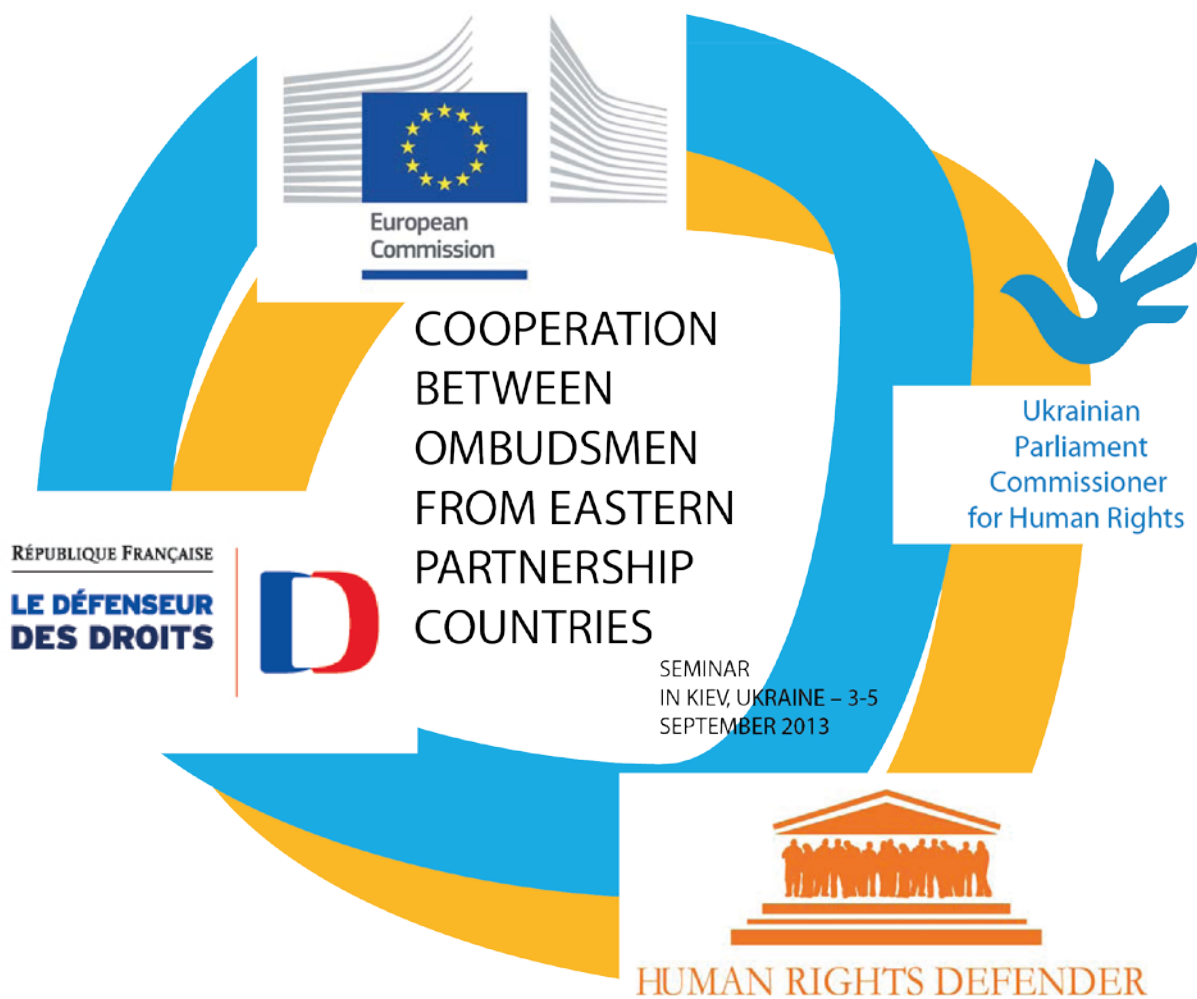 European
Commission
COOPERATION
BETWEEN
OMBUDSMEN
FROM EASTERN
PARTNERSHIP
COUNTRIES
SEMINAR
IN KIEV, UKRAINE – 3-5
SEPTEMBER 2013
Ukrainian
Parliament
Commissioner
for Human Rights
RÉPUBLIQUE FRANÇAISE
LE DÉFENSEUR
DES DROITS
HUMAN RIGHTS DEFENDER